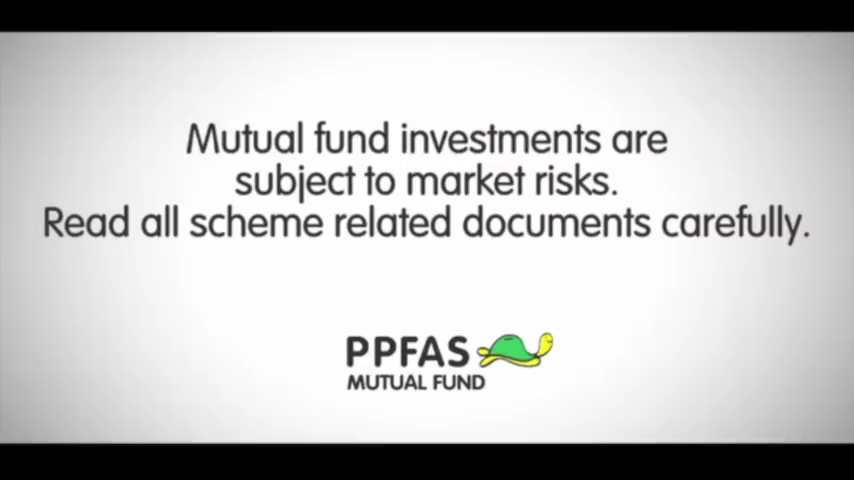 Mutual fund investments are
subject to market risks.
Read all scheme related documents carefully.
PPFAS
MUTUAL FUND